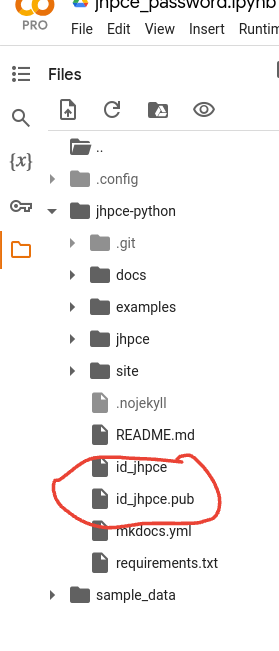 jhpce_password.ipynb
PRO
File Edit View Insert Runtim
Files
..
{x}
.config
jhpce-python
.git
docs
examples
jhpce
site
.nojekyll
README.md
id_jhpce
id_jhpce.pub
mkdocs.yml
requirements.txt
sample_data